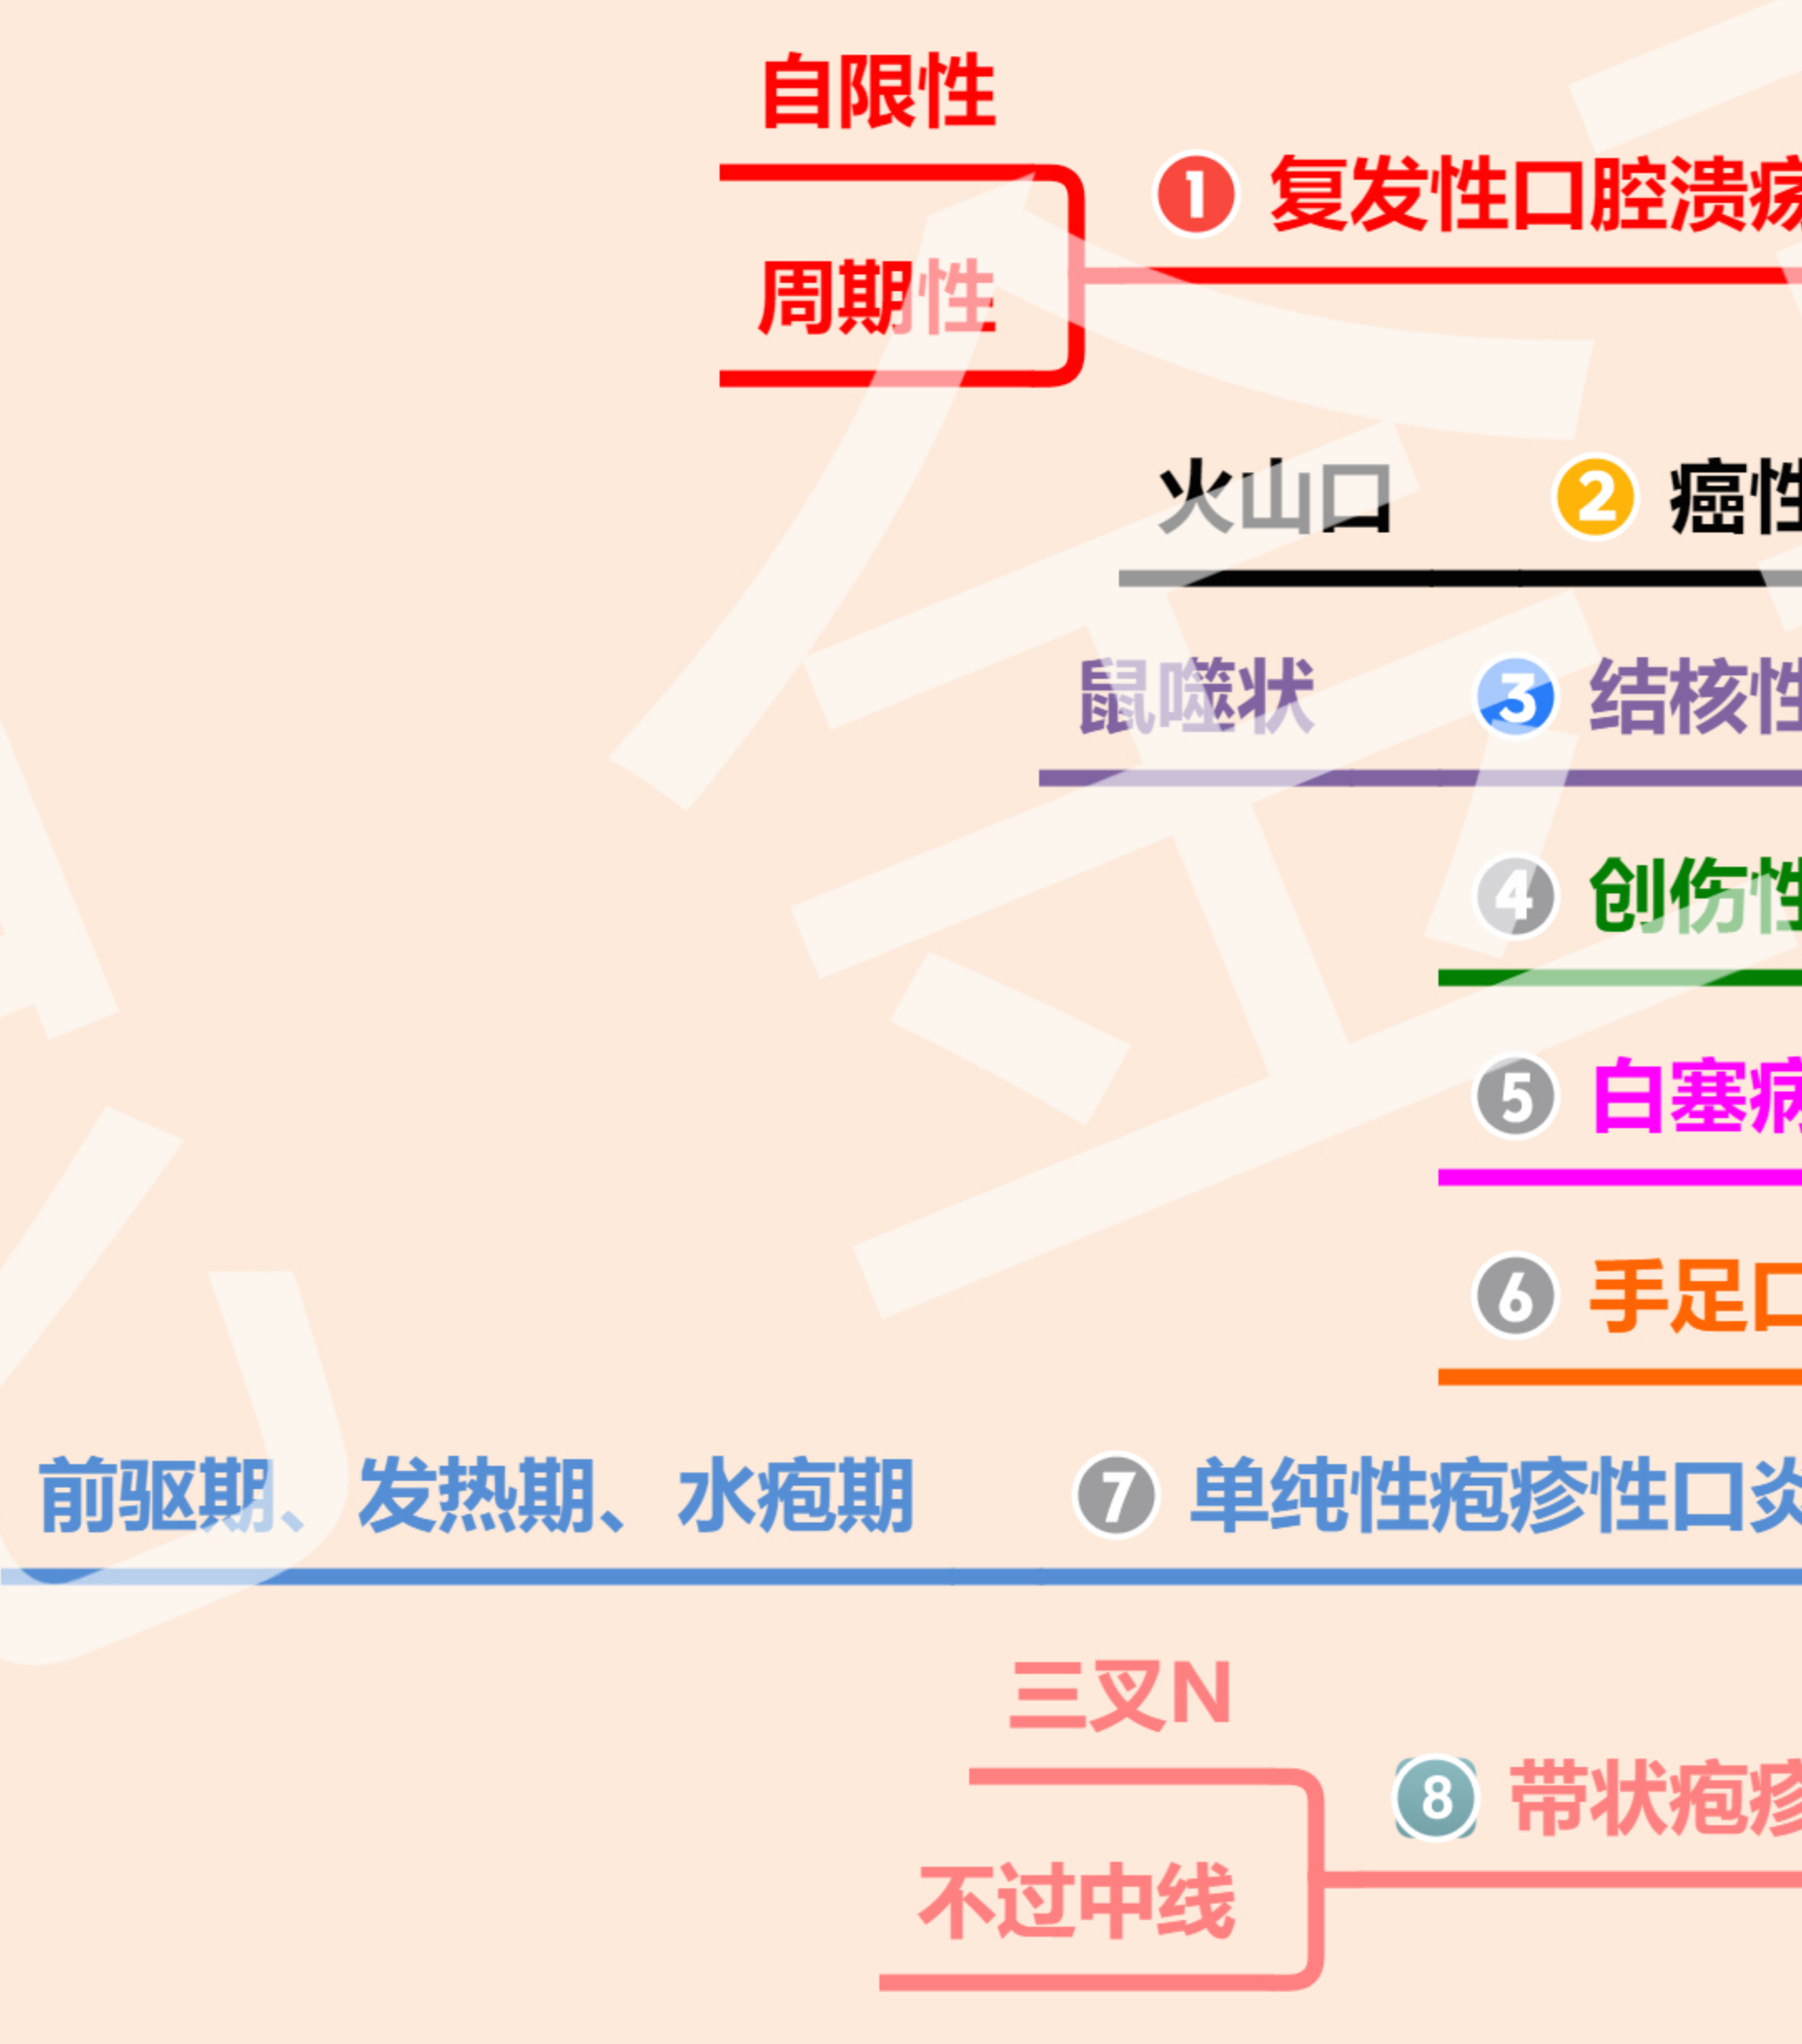 自限性
① 复发性口腔溃疡
周期性
火山口 ② 癌性
鼠噬状 ③ 结核性
④ 创伤性
⑤ 白塞病
⑥ 手足口
前驱期、发热期、水疱期 ⑦ 单纯性疱疹性口炎
三叉N
⑧ 带状疱疹
不过中线